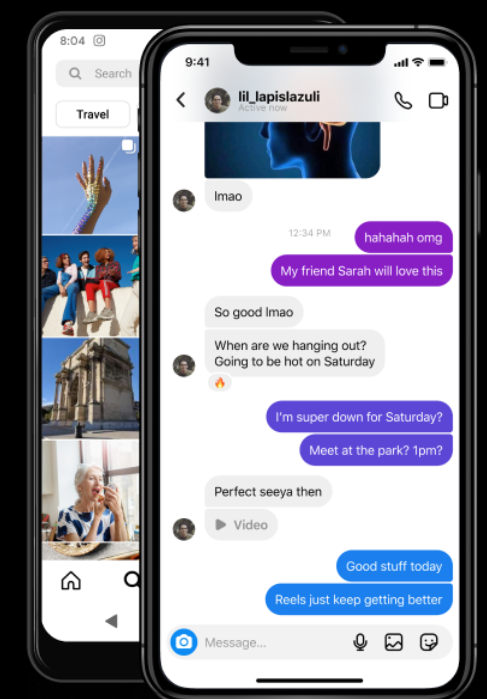 8:04
Search
Travel
9:41
lil_lapislazuli
Active now
lmao
12:34 PM
hahahah omg
My friend Sarah will love this
So good lmao
When are we hanging out?
Going to be hot on Saturday
I'm super down for Saturday?
Meet at the park? 1pm?
Perfect seeya then
Video
Good stuff today
Reels just keep getting better
Message...